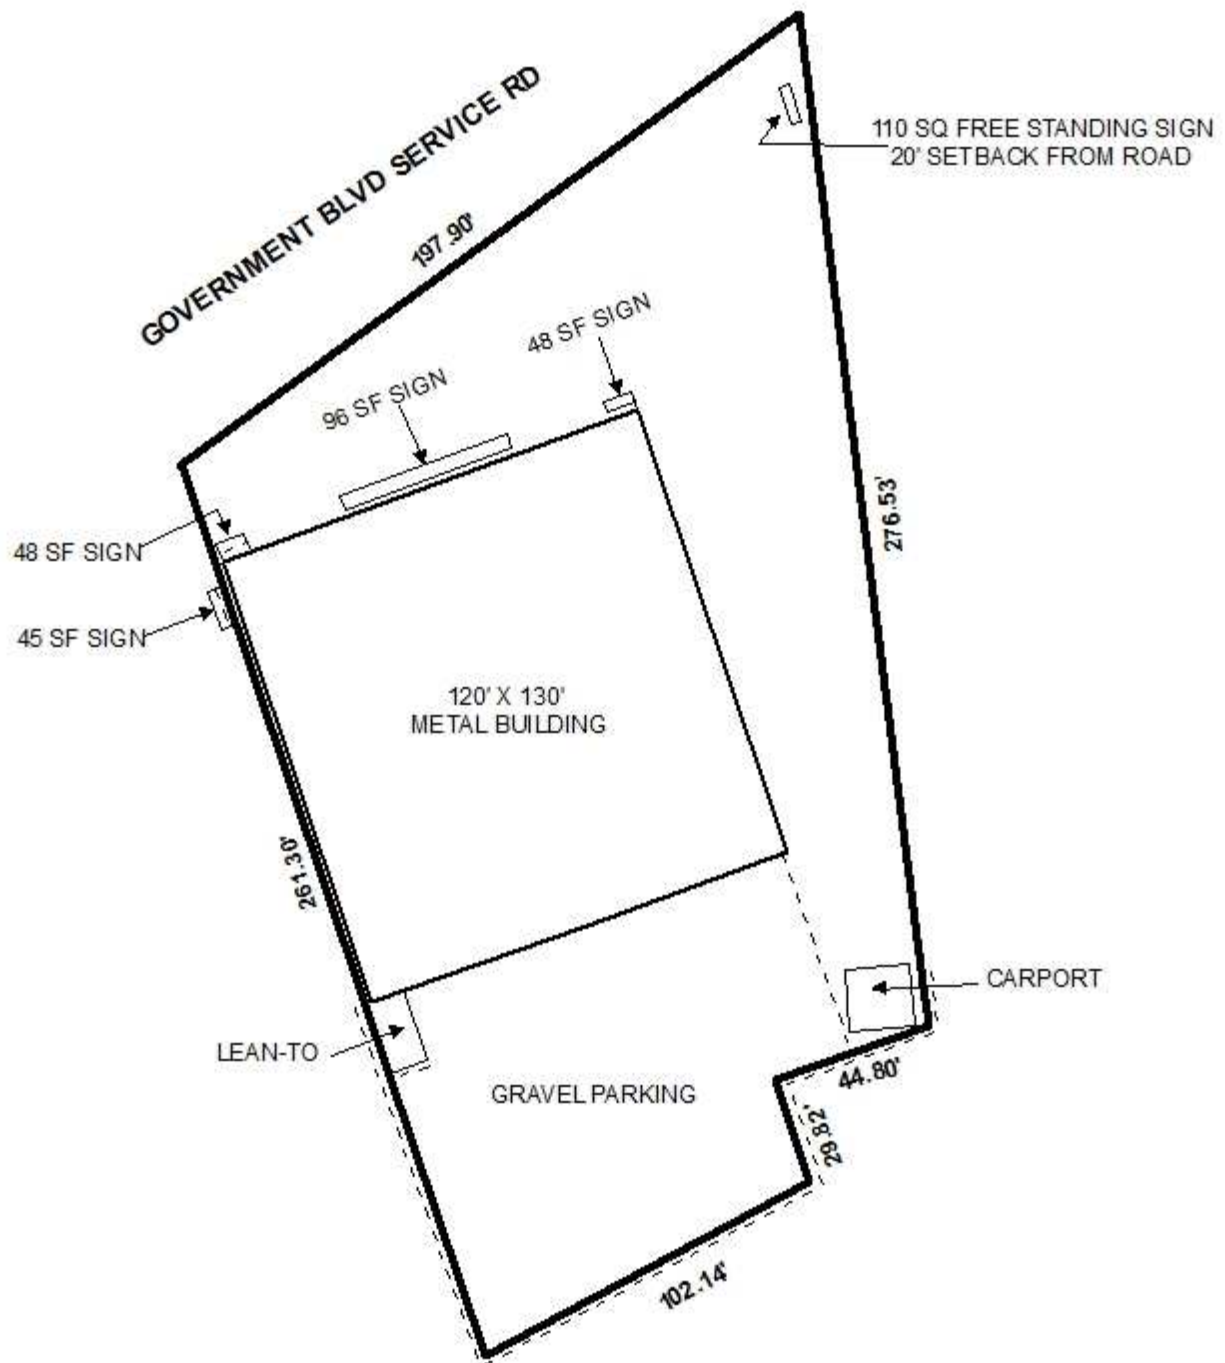 GOVERNMENT BLVD SERVICE RD
197.90'
110 SQ FREE STANDING SIGN
20' SETBACK FROM ROAD
48 SF SIGN
96 SF SIGN
48 SF SIGN
45 SF SIGN
276.53'
120' X 130'
METAL BUILDING
261.30'
CARPORT
LEAN-TO
GRAVEL PARKING
44.80'
29.82'
102.14'